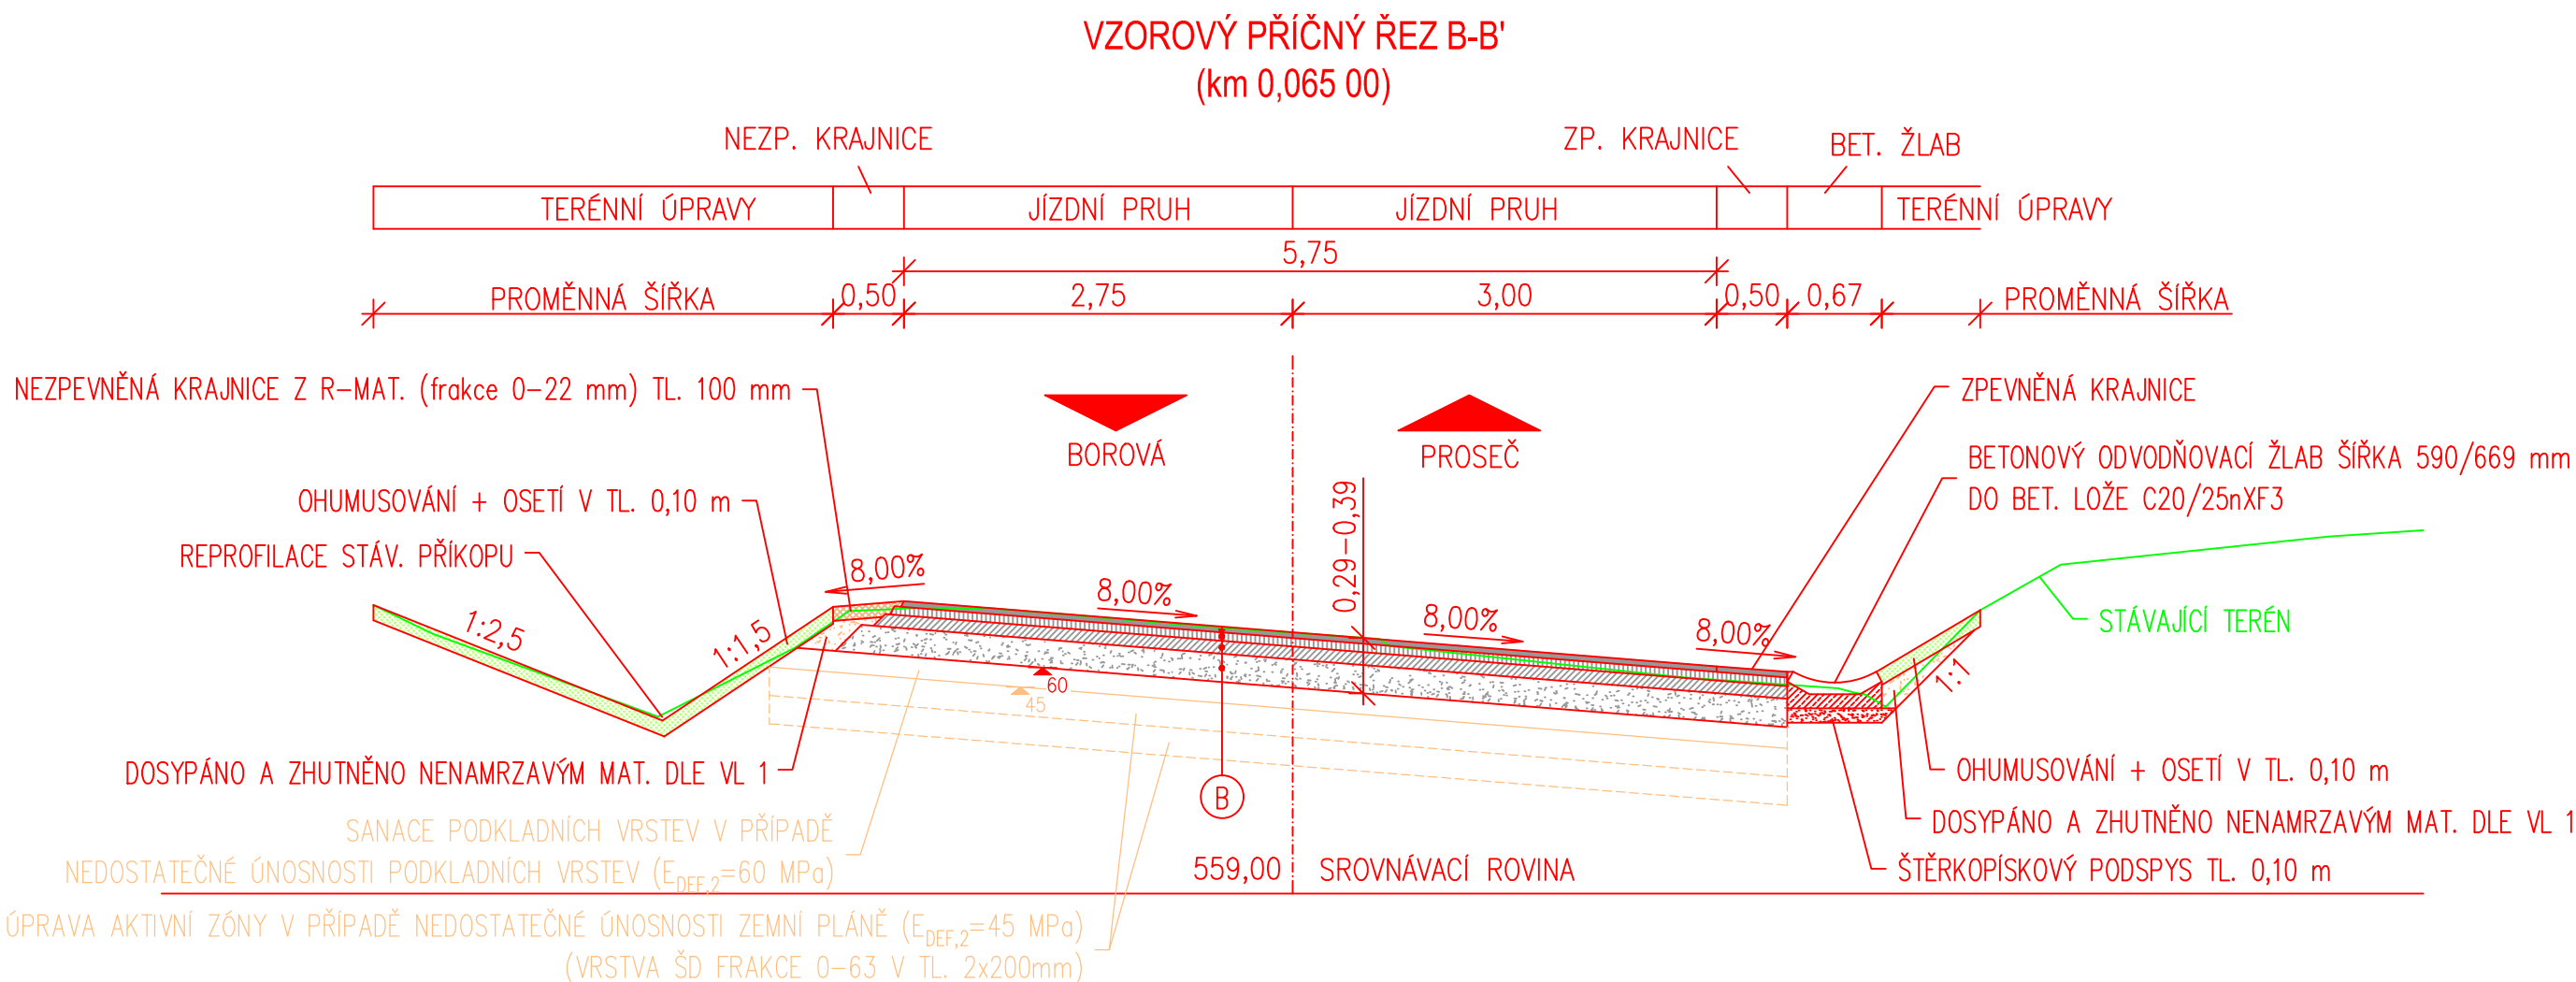 VZOROVÝ PŘÍČNÝ ŘEZ B-B'
(km 0,065 00)
NEZP. KRAJNICE
ZP. KRAJNICE
BET. ŽLAB
TERÉNNÍ ÚPRAVY
JÍZDNÍ PRUH
JÍZDNÍ PRUH
TERÉNNÍ ÚPRAVY
5,75
PROMĚNNÁ ŠÍŘKA
0,50
2,75
3,00
0,50
0,67
PROMĚNNÁ ŠÍŘKA
NEZPEVNĚNÁ KRAJNICE Z R-MAT. (frakce 0-22 mm) TL. 100 mm
ZPEVNĚNÁ KRAJNICE
BOROVÁ
PROSEČ
BETONOVÝ ODVODŇOVACÍ ŽLAB ŠÍŘKA 590/669 mm
DO BET. LOŽE C20/25nXF3
OHUMUSOVÁNÍ + OSETÍ V TL. 0,10 m
REPROFILACE STÁV. PŘÍKOPU
0,29-0,39
8,00%
8,00%
8,00%
8,00%
1:2,5
1:1,5
1:1
STÁVAJÍCÍ TERÉN
60
45
DOSYPÁNO A ZHUTNĚNO NENAMRZAVÝM MAT. DLE VL 1
OHUMUSOVÁNÍ + OSETÍ V TL. 0,10 m
B
DOSYPÁNO A ZHUTNĚNO NENAMRZAVÝM MAT. DLE VL 1
SANACE PODKLADNÍCH VRSTEV V PŘÍPADĚ
NEDOSTATEČNÉ ÚNOSNOSTI PODKLADNÍCH VRSTEV (E_DEF,2=60 MPa)
559,00 SROVNÁVACÍ ROVINA
ŠTĚRKOPÍSKOVÝ PODSPYS TL. 0,10 m
ÚPRAVA AKTIVNÍ ZÓNY V PŘÍPADĚ NEDOSTATEČNÉ ÚNOSNOSTI ZEMNÍ PLÁNĚ (E_DEF,2=45 MPa)
(VRSTVA ŠD FRAKCE 0-63 V TL. 2x200mm)